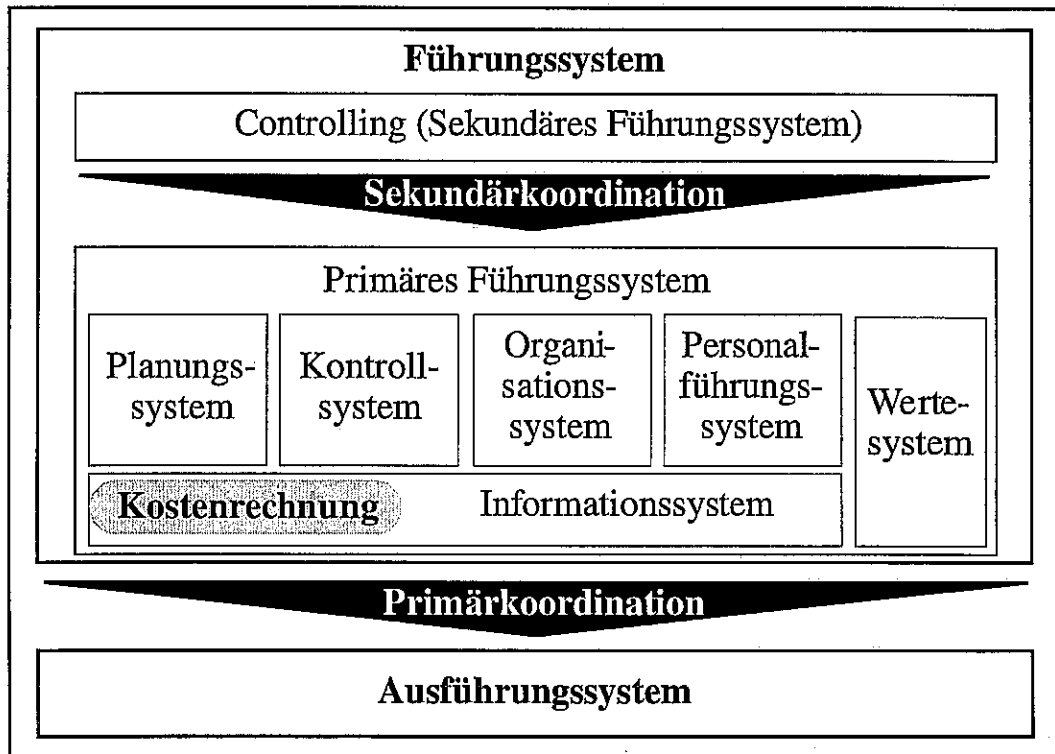 Führungssystem
Controlling (Sekundäres Führungssystem)
Sekundärkoordination
Primäres Führungssystem
Planungs-
system
Kontroll-
system
Organi-
sations-
system
Personal-
führungs-
system
Werte-
system
Kostenrechnung
Informationssystem
Primärkoordination
Ausführungssystem